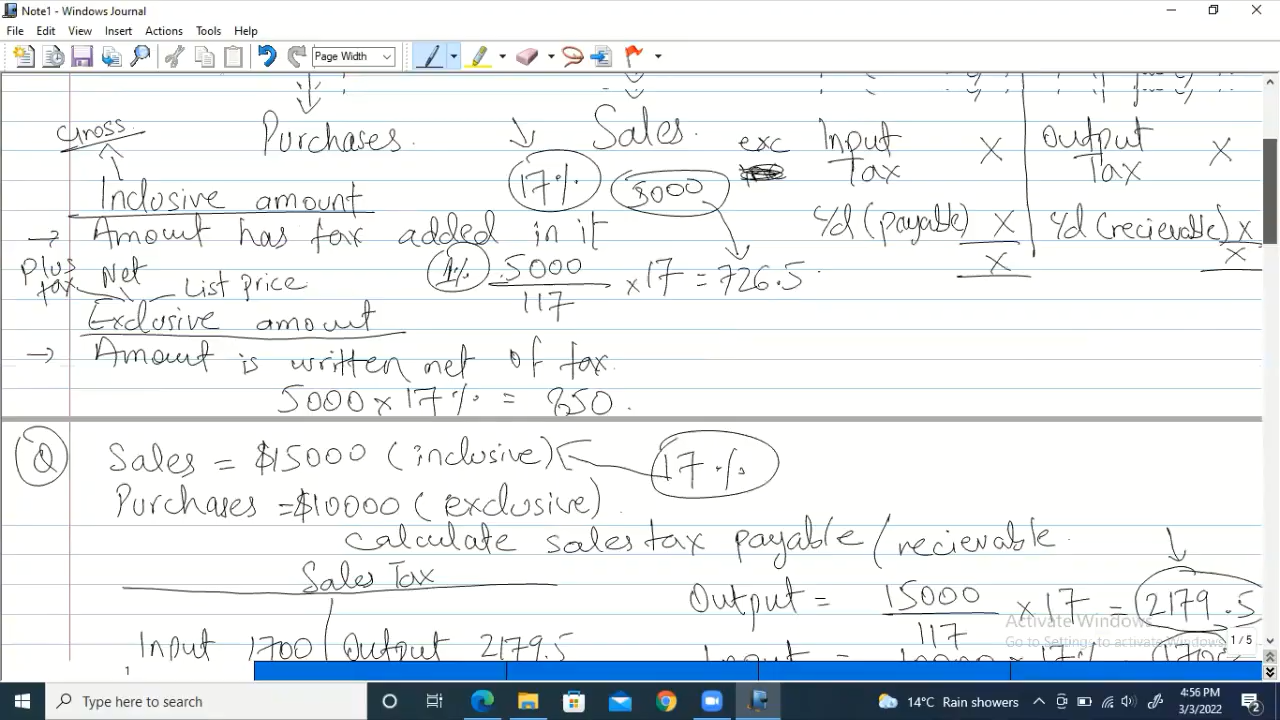 Note1 - Windows Journal
File Edit View Insert Actions Tools Help
Page Width
Gross
Purchases
Sales
exc
Input Tax X
Output Tax X
17%
5000
Inclusive amount
→ Amount has tax added in it
c/d (payable) X
X
c/d (recievable) X
X
1% 5000/117 × 17 = 726.5
plus tax
Net
List price
Exclusive amount
→ Amount is written net of tax
5000 × 17% = 850
Q
Sales = $15000 (inclusive)
17%
Purchases = $10000 (exclusive)
Calculate sales tax payable/recievable
Sales Tax
Output = 15000/117 × 17 = 2179.5
Input 1700 Output 2179.5
Activate Windows
Go to Settings to activate Windows.
1/5
1
Type here to search
14°C Rain showers
4:56 PM
3/3/2022
2